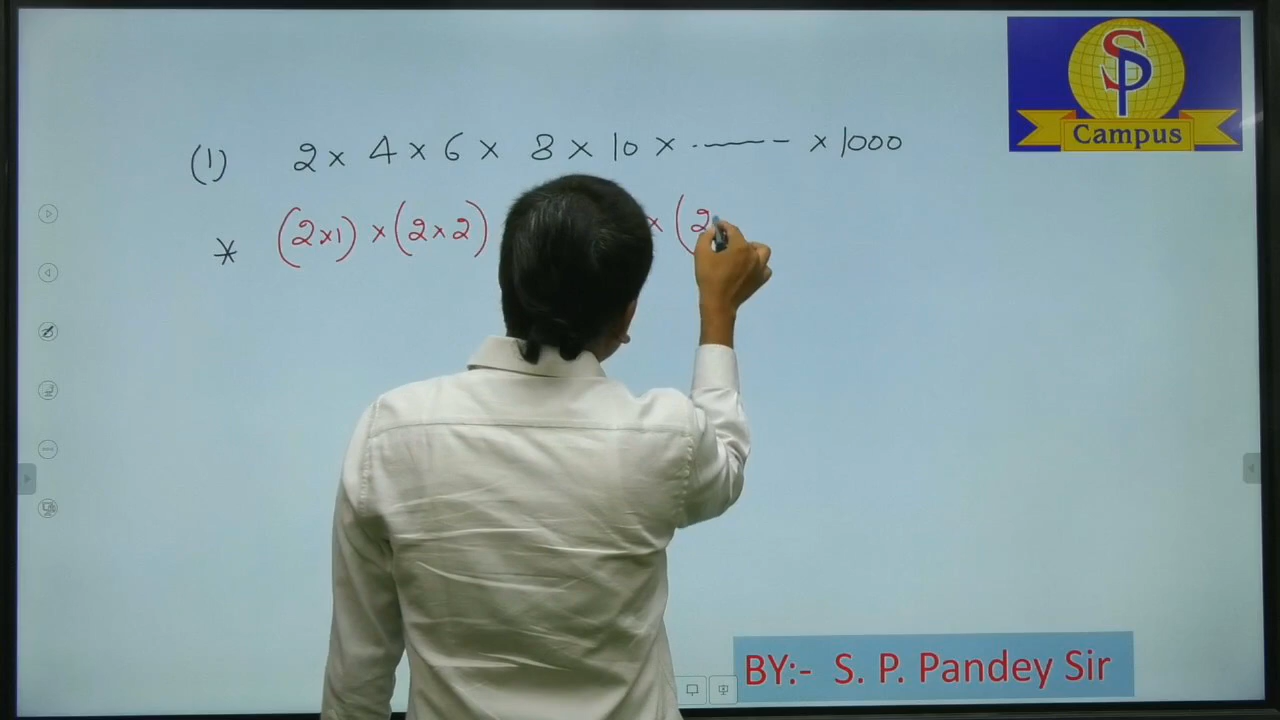 SP
Campus
(1) 2 × 4 × 6 × 8 × 10 × .—— × 1000
* (2×1) × (2×2) × (2
BY:- S. P. Pandey Sir